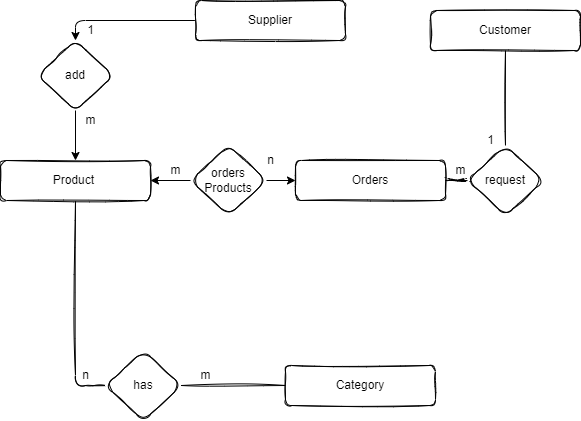 Supplier
Customer
1
add
m
1
Product
m
orders
Products
n
Orders
m
request
n
has
m
Category